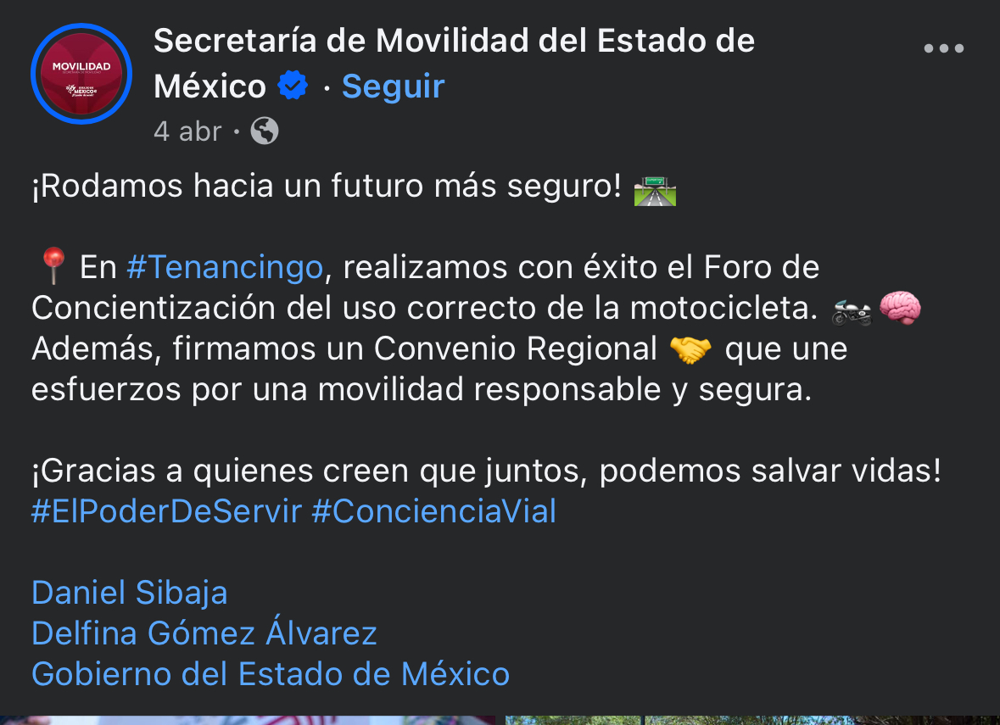 MOVILIDAD
Secretaría de Movilidad del Estado de
México · Seguir
4 abr ·
¡Rodamos hacia un futuro más seguro! 🛣️
📍 En #Tenancingo, realizamos con éxito el Foro de
Concientización del uso correcto de la motocicleta. 🏍️🧠
Además, firmamos un Convenio Regional 🤝 que une
esfuerzos por una movilidad responsable y segura.
¡Gracias a quienes creen que juntos, podemos salvar vidas!
#ElPoderDeServir #ConcienciaVial
Daniel Sibaja
Delfina Gómez Álvarez
Gobierno del Estado de México